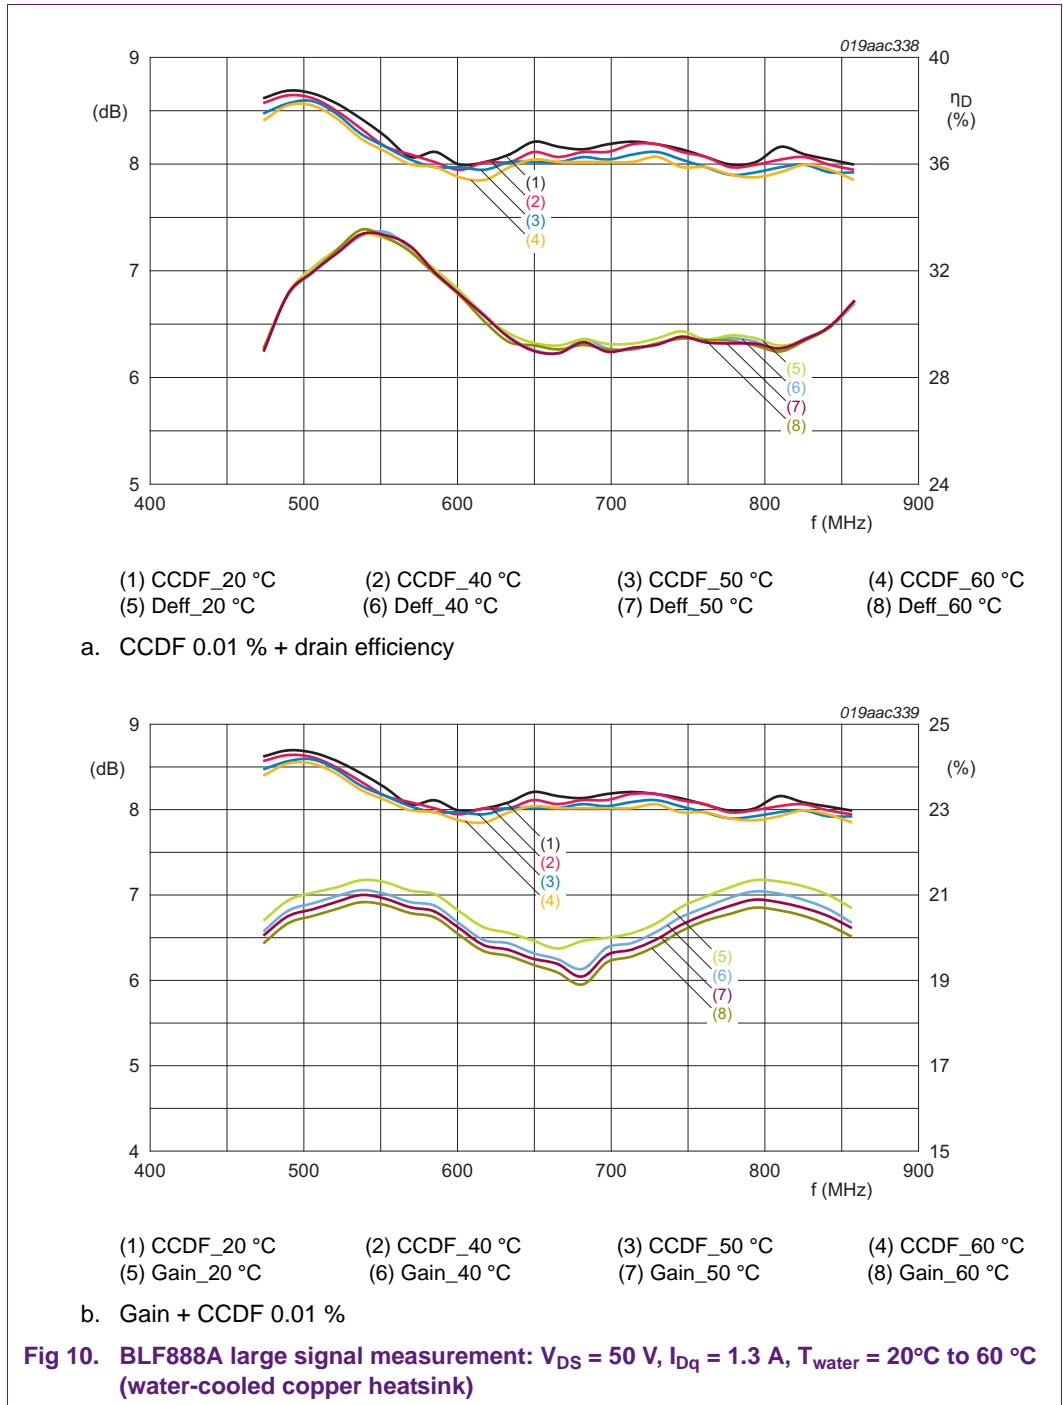 019aac338
9
40
(dB)
ηD
(%)
8
36
(1)
(2)
(3)
(4)
7
32
(5)
6
28
(6)
(7)
(8)
5
24
400
500
600
700
800
900
f (MHz)
(1) CCDF_20 °C
(2) CCDF_40 °C
(3) CCDF_50 °C
(4) CCDF_60 °C
(5) Deff_20 °C
(6) Deff_40 °C
(7) Deff_50 °C
(8) Deff_60 °C
a. CCDF 0.01 % + drain efficiency
019aac339
9
25
(dB)
(%)
8
23
(1)
(2)
(3)
(4)
7
21
(5)
6
19
(6)
(7)
(8)
5
17
4
15
400
500
600
700
800
900
f (MHz)
(1) CCDF_20 °C
(2) CCDF_40 °C
(3) CCDF_50 °C
(4) CCDF_60 °C
(5) Gain_20 °C
(6) Gain_40 °C
(7) Gain_50 °C
(8) Gain_60 °C
b. Gain + CCDF 0.01 %
Fig 10. BLF888A large signal measurement: VDS = 50 V, IDq = 1.3 A, Twater = 20°C to 60 °C
(water-cooled copper heatsink)